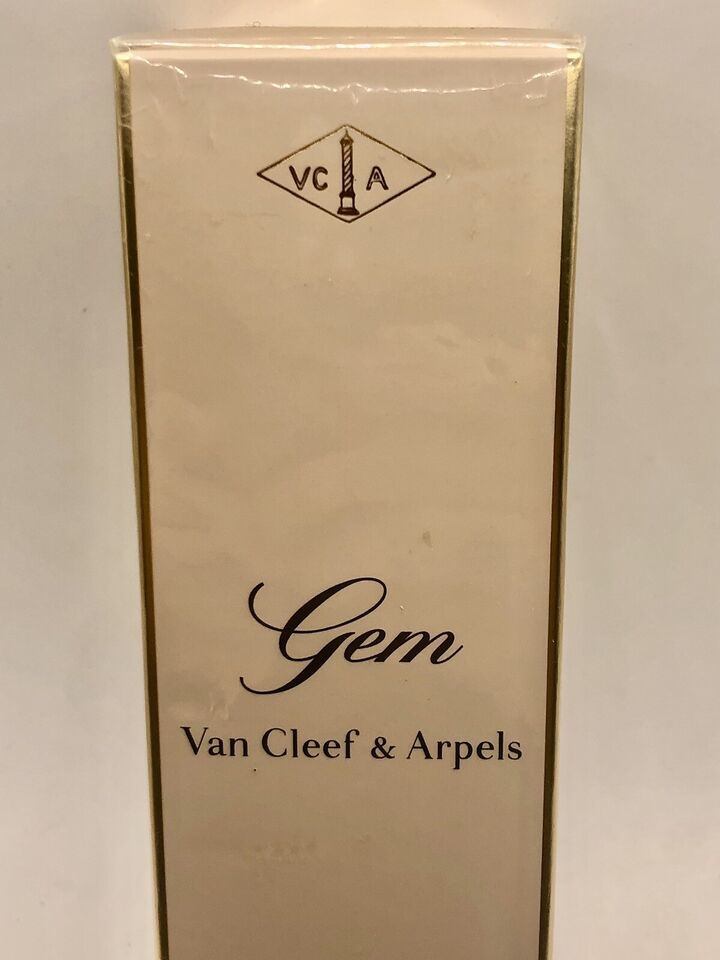 VC A
Gem
Van Cleef & Arpels